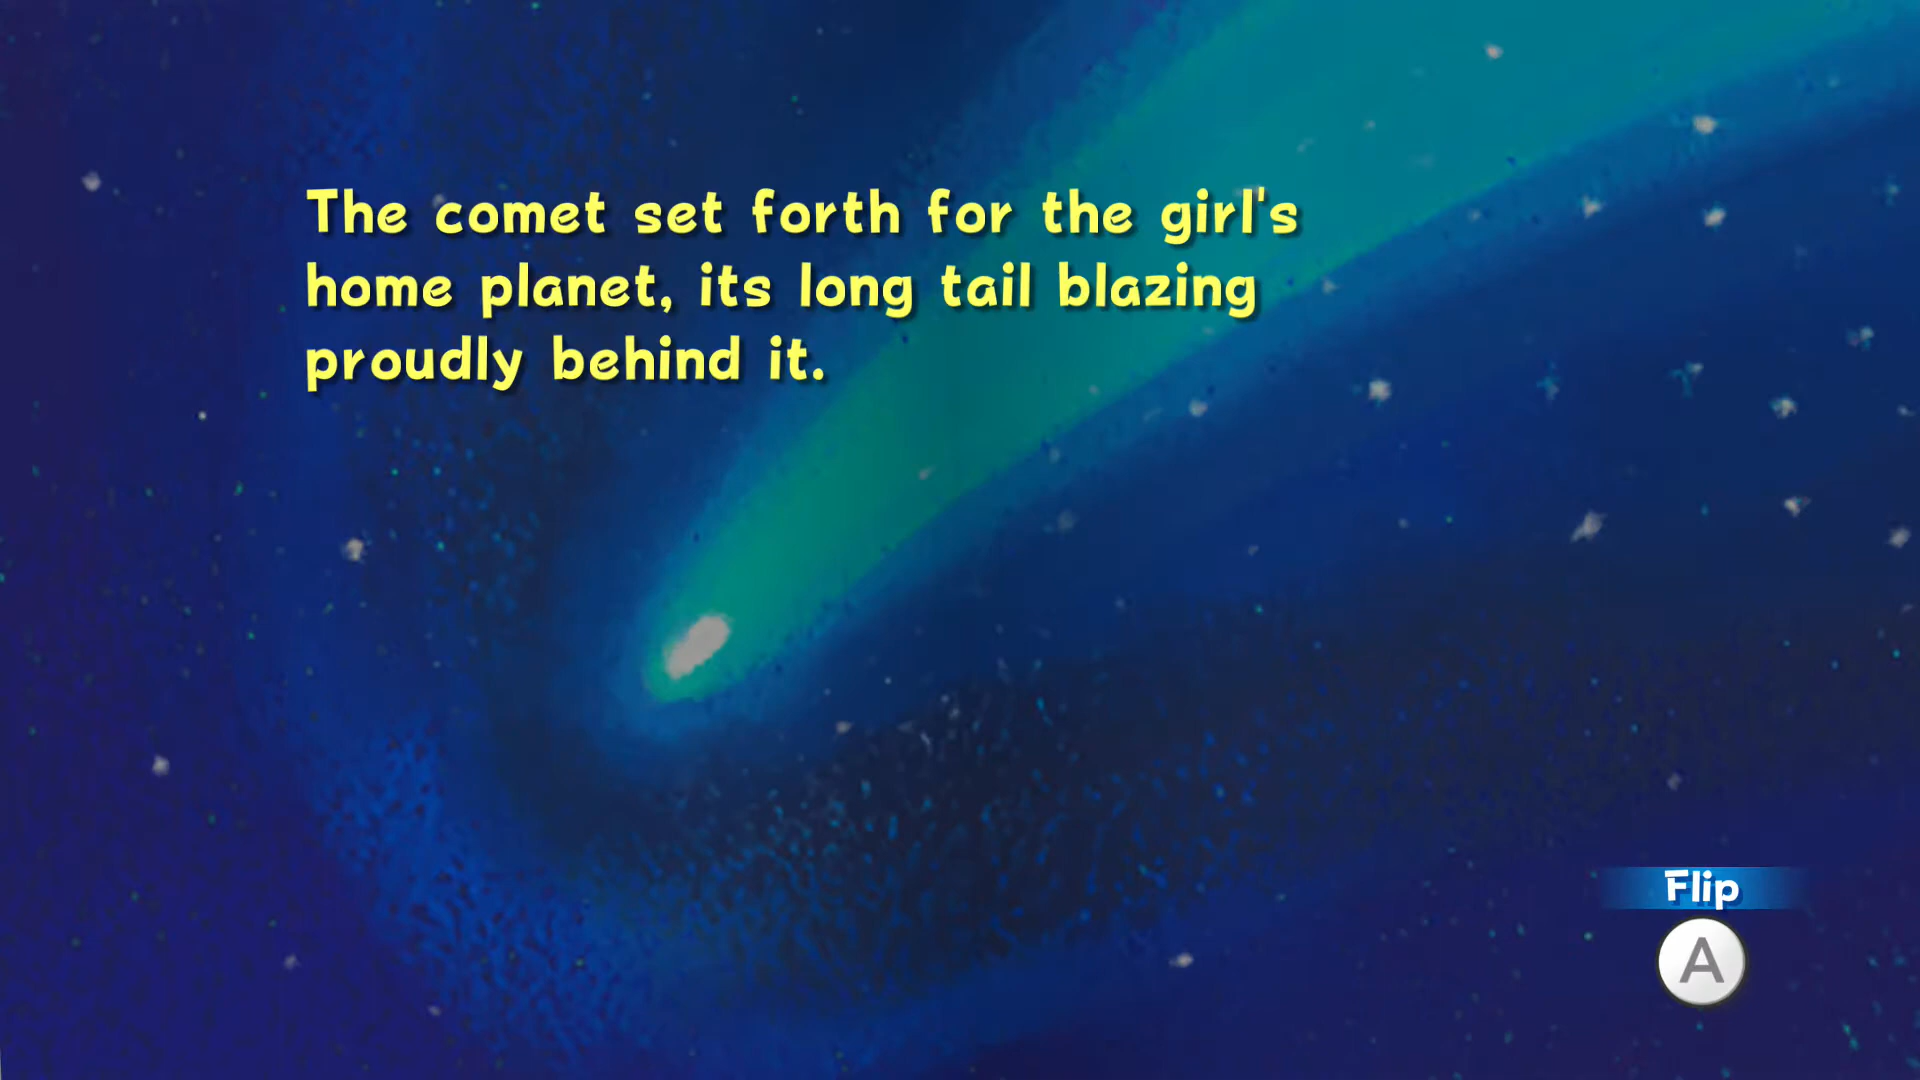 The comet set forth for the girl's
home planet, its long tail blazing
proudly behind it.
Flip
A